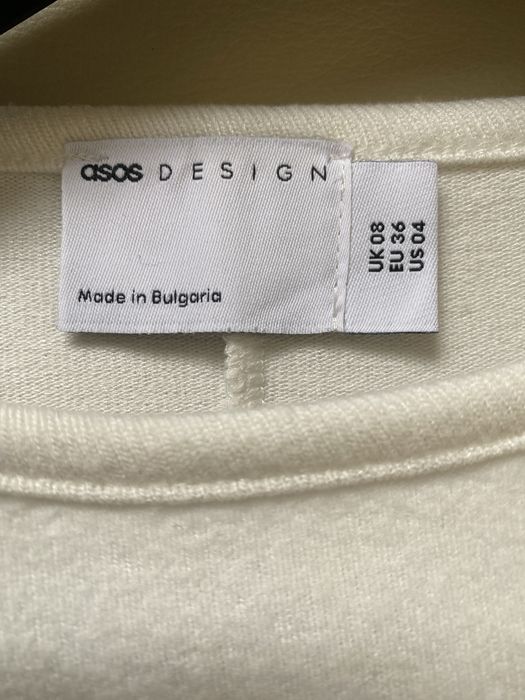 asos DESIGN
Made in Bulgaria
UK 08
EU 36
US 04